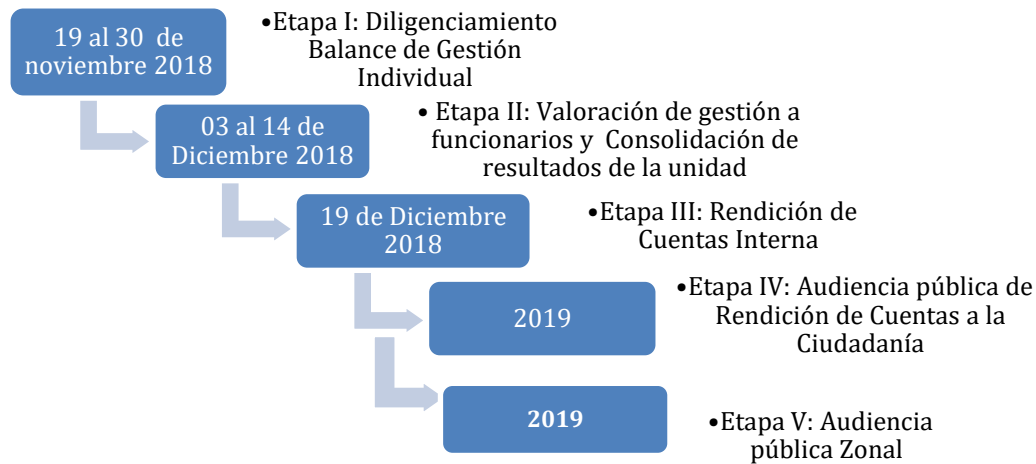 19 al 30 de
noviembre 2018
•Etapa I: Diligenciamiento
Balance de Gestión
Individual
03 al 14 de
Diciembre 2018
• Etapa II: Valoración de gestión a
funcionarios y Consolidación de
resultados de la unidad
19 de Diciembre
2018
•Etapa III: Rendición de
Cuentas Interna
2019
•Etapa IV: Audiencia pública de
Rendición de Cuentas a la
Ciudadanía
2019
•Etapa V: Audiencia
pública Zonal